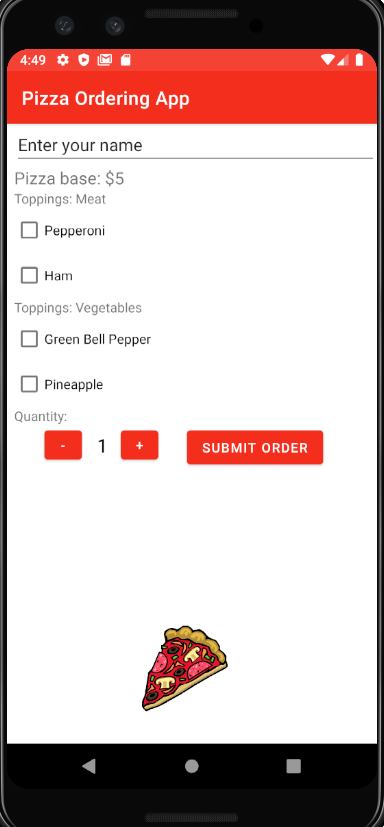 4:49
Pizza Ordering App
Enter your name
Pizza base: $5
Toppings: Meat
Pepperoni
Ham
Toppings: Vegetables
Green Bell Pepper
Pineapple
Quantity:
- 1 + SUBMIT ORDER